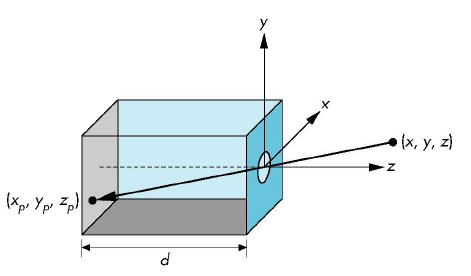 y
x
(x, y, z)
z
(xp, yp, zp)
d